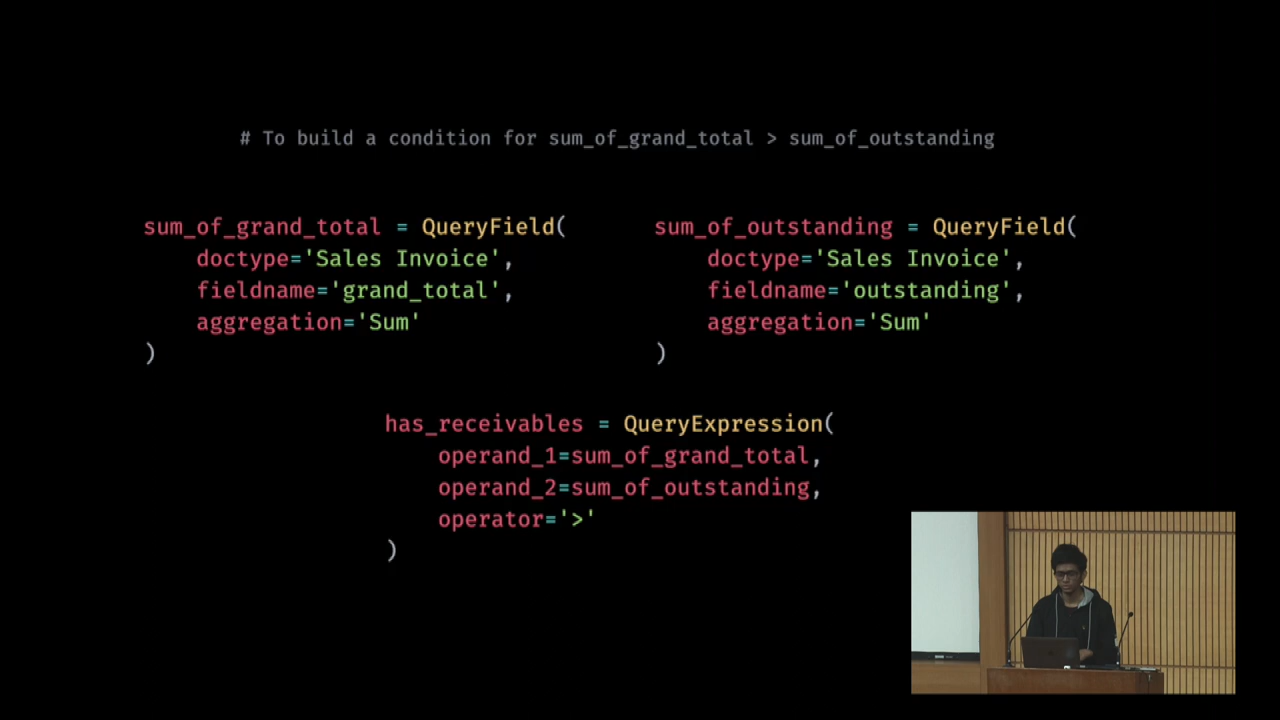 # To build a condition for sum_of_grand_total > sum_of_outstanding
sum_of_grand_total = QueryField(
doctype='Sales Invoice',
fieldname='grand_total',
aggregation='Sum'
)
sum_of_outstanding = QueryField(
doctype='Sales Invoice',
fieldname='outstanding',
aggregation='Sum'
)
has_receivables = QueryExpression(
operand_1=sum_of_grand_total,
operand_2=sum_of_outstanding,
operator='>'
)